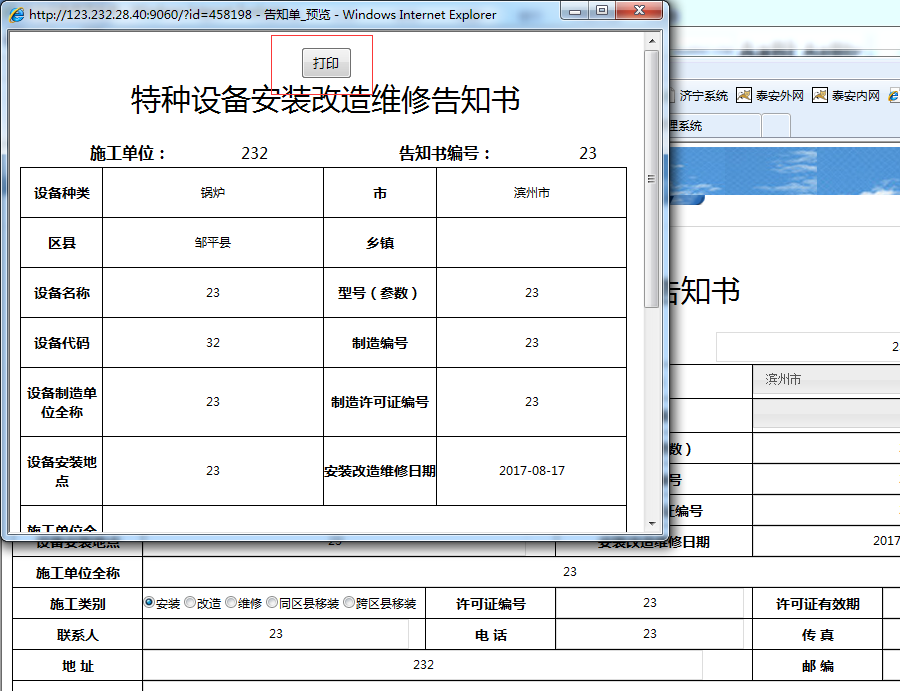 http://123.232.28.40:9060/?id=458198 - 告知单_预览 - Windows Internet Explorer
打印
特种设备安装改造维修告知书
施工单位： 232 告知书编号： 23
设备种类 锅炉 市 滨州市
区县 邹平县 乡镇
设备名称 23 型号（参数） 23
设备代码 32 制造编号 23
设备制造单位全称 23 制造许可证编号 23
设备安装地点 23 安装改造维修日期 2017-08-17
施工单位全
济宁系统 泰安外网 泰安内网
理系统
告知书
2
滨州市
数）
号
证编号
设备安装地点 23 安装改造维修日期 2017
施工单位全称 23
施工类别 安装 改造 维修 同区县移装 跨区县移装 许可证编号 23 许可证有效期
联系人 23 电 话 23 传 真
地 址 232 邮 编